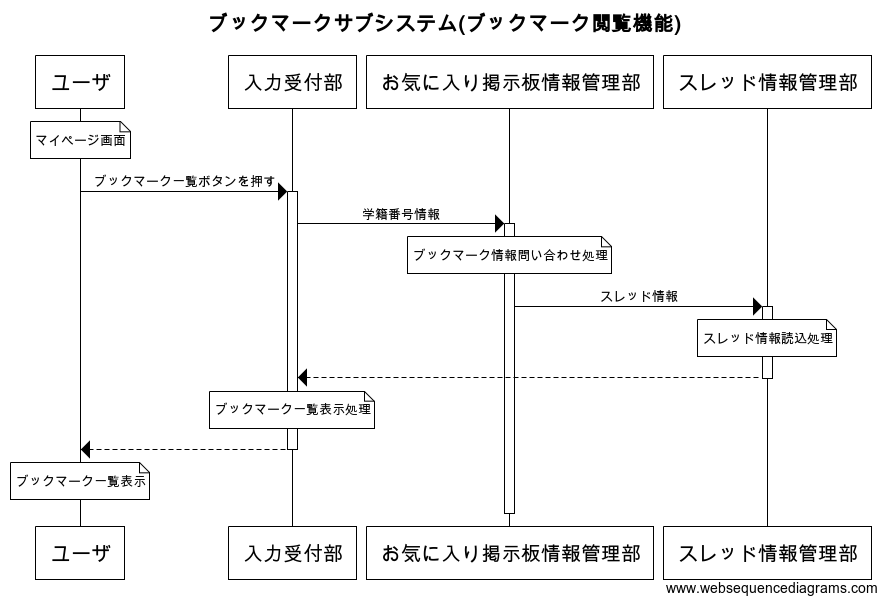 ブックマークサブシステム(ブックマーク閲覧機能)
ユーザ
入力受付部
お気に入り掲示板情報管理部
スレッド情報管理部
マイページ画面
ブックマーク一覧ボタンを押す
学籍番号情報
ブックマーク情報問い合わせ処理
スレッド情報
スレッド情報読込処理
ブックマーク一覧表示処理
ブックマーク一覧表示
ユーザ
入力受付部
お気に入り掲示板情報管理部
スレッド情報管理部
www.websequencediagrams.com